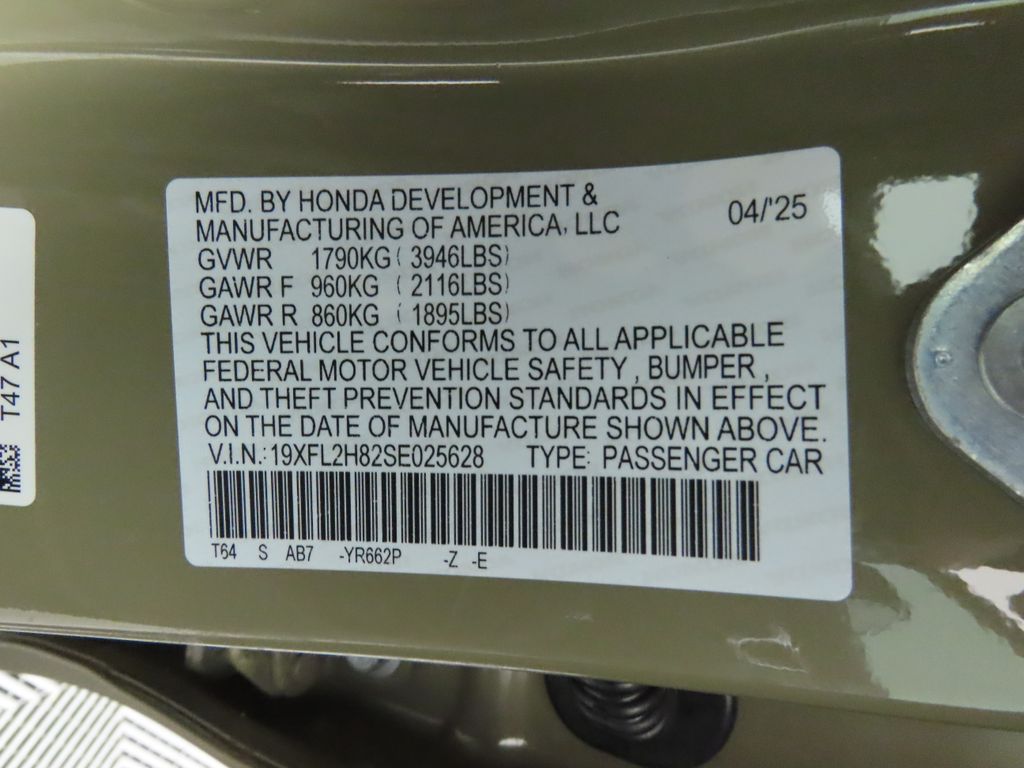 MFD. BY HONDA DEVELOPMENT &
MANUFACTURING OF AMERICA, LLC
04/'25
GVWR 1790KG ( 3946LBS)
GAWR F 960KG ( 2116LBS)
GAWR R 860KG ( 1895LBS)
THIS VEHICLE CONFORMS TO ALL APPLICABLE
FEDERAL MOTOR VEHICLE SAFETY , BUMPER ,
AND THEFT PREVENTION STANDARDS IN EFFECT
ON THE DATE OF MANUFACTURE SHOWN ABOVE.
V.I.N.: 19XFL2H82SE025628 TYPE: PASSENGER CAR
T64 S AB7 -YR662P -Z -E
T47 A1